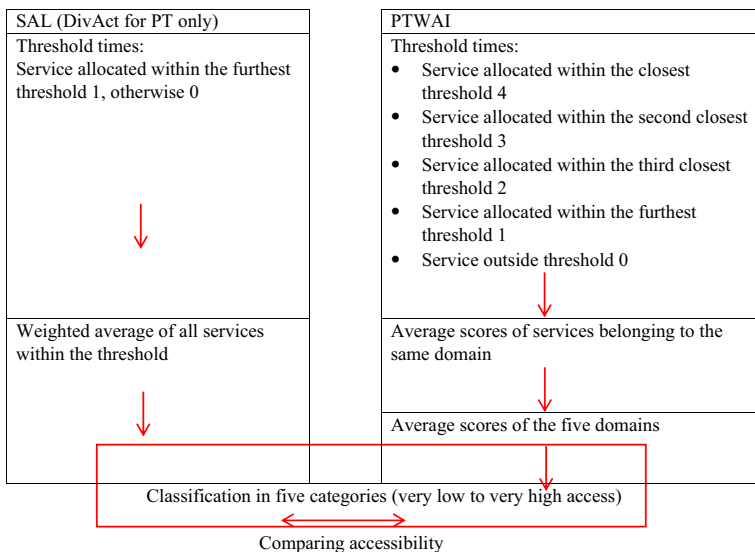 SAL (DivAct for PT only)
Threshold times:
Service allocated within the furthest
threshold 1, otherwise 0
Weighted average of all services
within the threshold
PTWAI
Threshold times:
• Service allocated within the closest
threshold 4
• Service allocated within the second closest
threshold 3
• Service allocated within the third closest
threshold 2
• Service allocated within the furthest
threshold 1
• Service outside threshold 0
Average scores of services belonging to the
same domain
Average scores of the five domains
Classification in five categories (very low to very high access)
Comparing accessibility